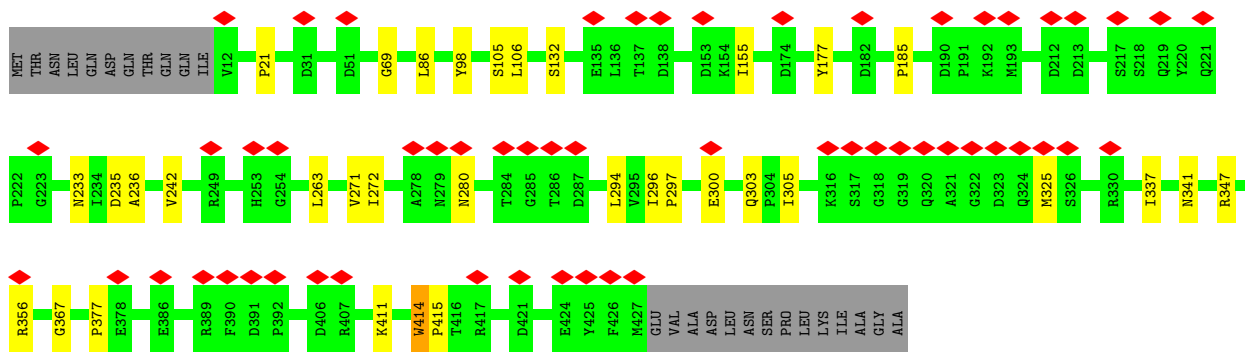 MET THR ASN LEU GLN ASP GLN THR GLN GLN ILE V12 P21 D31 D51 G69 L86 Y98 S105 L106 S132 E135 L136 T137 D138 D153 K154 I155 D174 Y177 D182 P185 D190 P191 K192 M193 D212 D213 S217 S218 Q219 Y220 Q221
P222 G223 N233 I234 D235 A236 V242 R249 H253 G254 L263 V271 I272 A278 N279 N280 T284 G285 T286 D287 L294 V295 I296 P297 E300 Q303 P304 I305 K316 S317 G318 G319 Q320 A321 G322 D323 Q324 M325 S326 R330 I337 N341 R347
R356 G367 P377 E378 E386 R389 F390 D391 P392 D406 R407 K411 W414 P415 T416 R417 D421 E424 Y425 F426 M427 GLU VAL ALA ASP LEU ASN SER PRO LEU LYS ILE ALA GLY ALA